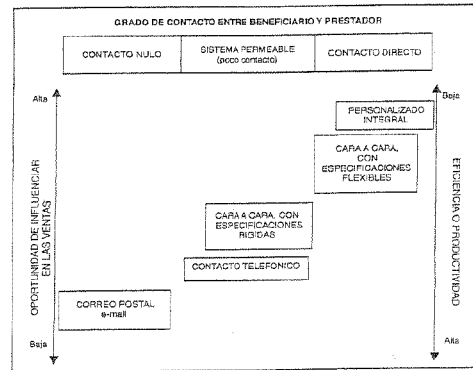 GRADO DE CONTACTO ENTRE BENEFICIARIO Y PRESTADOR
CONTACTO NULO
SISTEMA PERMEABLE
(poco contacto)
CONTACTO DIRECTO
Alta
Baja
PERSONALIZADO
INTEGRAL
CARA A CARA,
CON
ESPECIFICACIONES
FLEXIBLES
CARA A CARA, CON
ESPECIFICACIONES
RIGIDAS
CONTACTO TELEFONICO
CORREO POSTAL
e-mail
OPORTUNIDAD DE INFLUENCIAR
EN LAS VENTAS
EFICIENCIA O PRODUCTIVIDAD
Baja
Alta